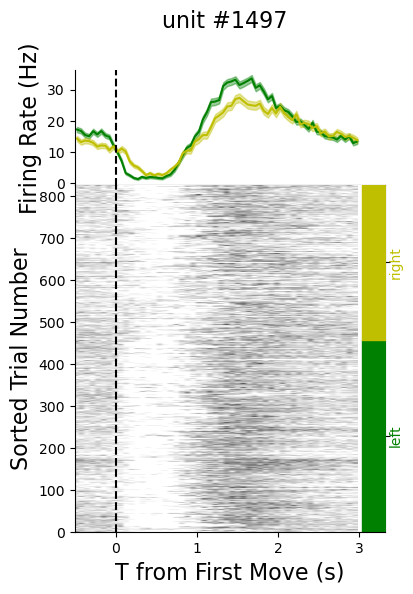 unit #1497
Firing Rate (Hz)
30
20
10
0
Sorted Trial Number
800
700
600
500
400
300
200
100
0
right
left
0
1
2
3
T from First Move (s)